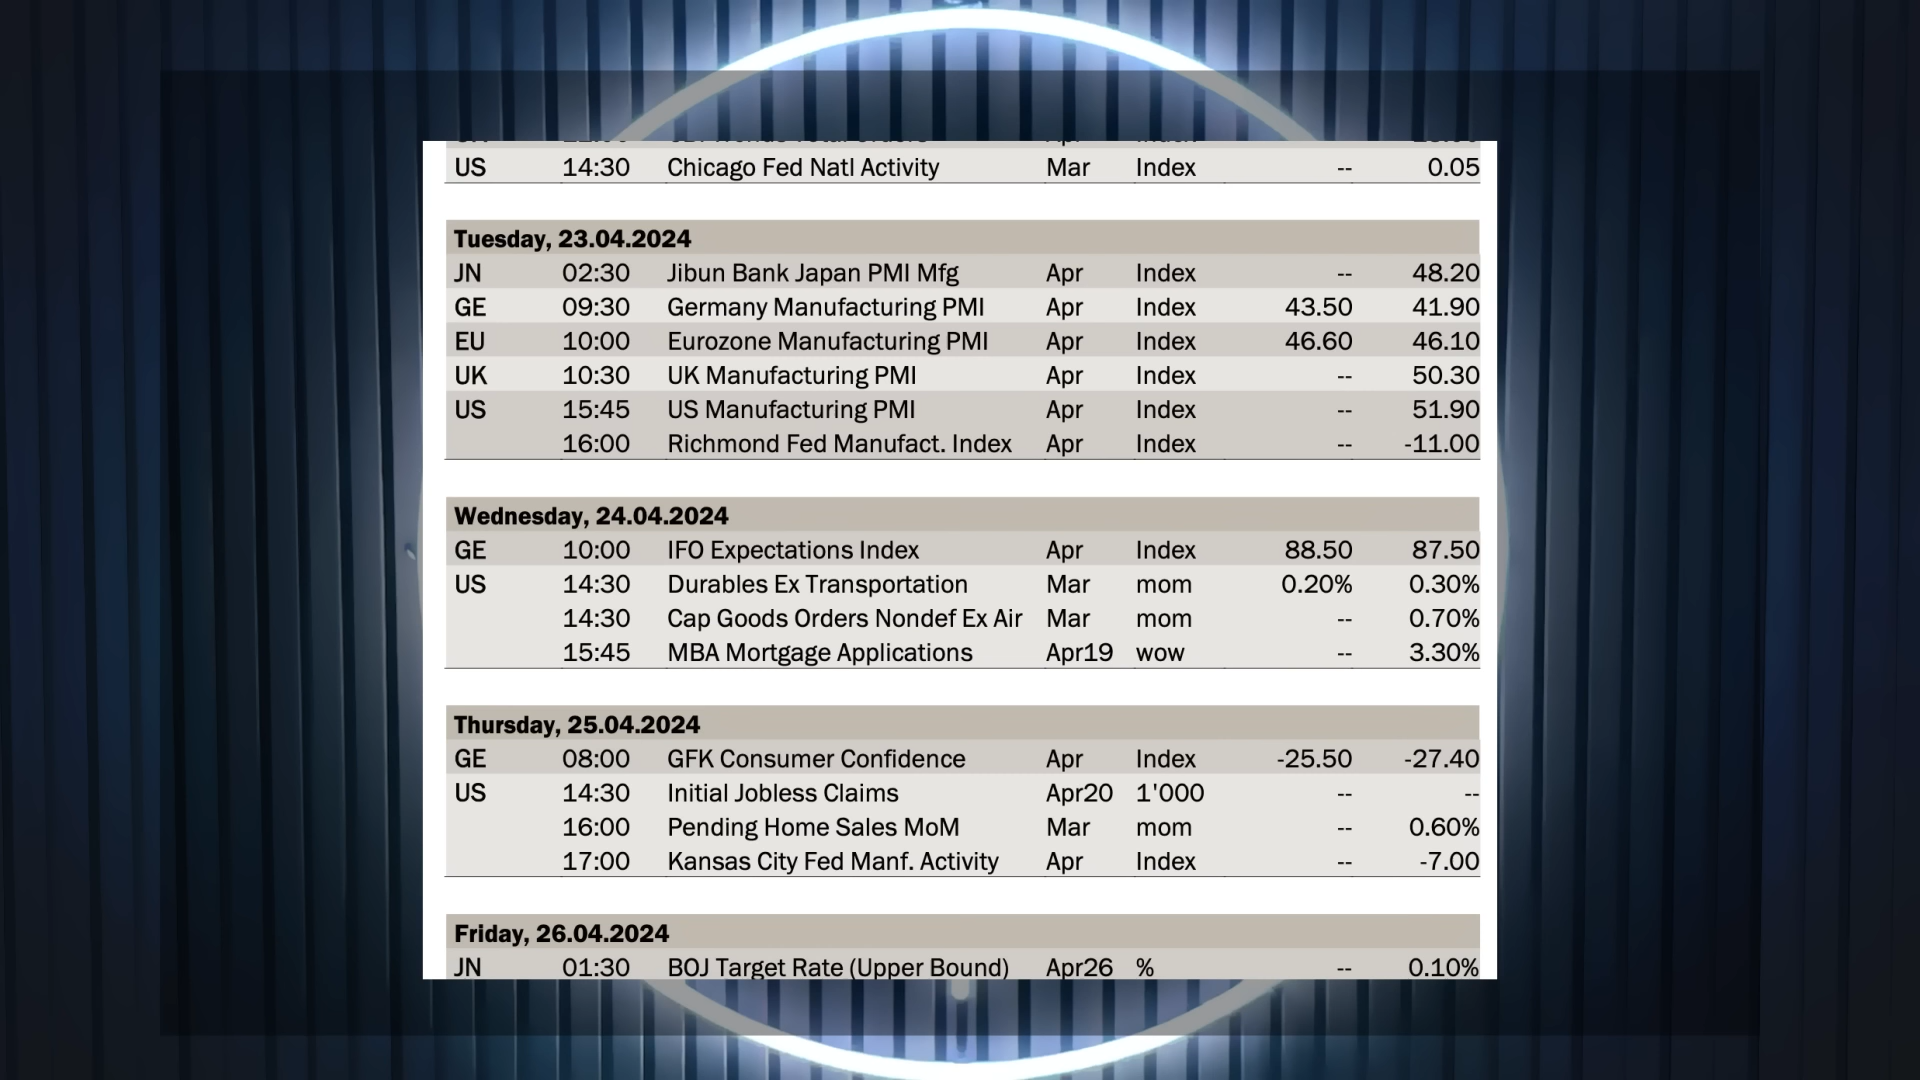 US 14:30 Chicago Fed Natl Activity Mar Index -- 0.05
Tuesday, 23.04.2024
JN 02:30 Jibun Bank Japan PMI Mfg Apr Index -- 48.20
GE 09:30 Germany Manufacturing PMI Apr Index 43.50 41.90
EU 10:00 Eurozone Manufacturing PMI Apr Index 46.60 46.10
UK 10:30 UK Manufacturing PMI Apr Index -- 50.30
US 15:45 US Manufacturing PMI Apr Index -- 51.90
16:00 Richmond Fed Manufact. Index Apr Index -- -11.00
Wednesday, 24.04.2024
GE 10:00 IFO Expectations Index Apr Index 88.50 87.50
US 14:30 Durables Ex Transportation Mar mom 0.20% 0.30%
14:30 Cap Goods Orders Nondef Ex Air Mar mom -- 0.70%
15:45 MBA Mortgage Applications Apr19 wow -- 3.30%
Thursday, 25.04.2024
GE 08:00 GFK Consumer Confidence Apr Index -25.50 -27.40
US 14:30 Initial Jobless Claims Apr20 1'000 -- --
16:00 Pending Home Sales MoM Mar mom -- 0.60%
17:00 Kansas City Fed Manf. Activity Apr Index -- -7.00
Friday, 26.04.2024
JN 01:30 BOJ Target Rate (Upper Bound) Apr26 % -- 0.10%